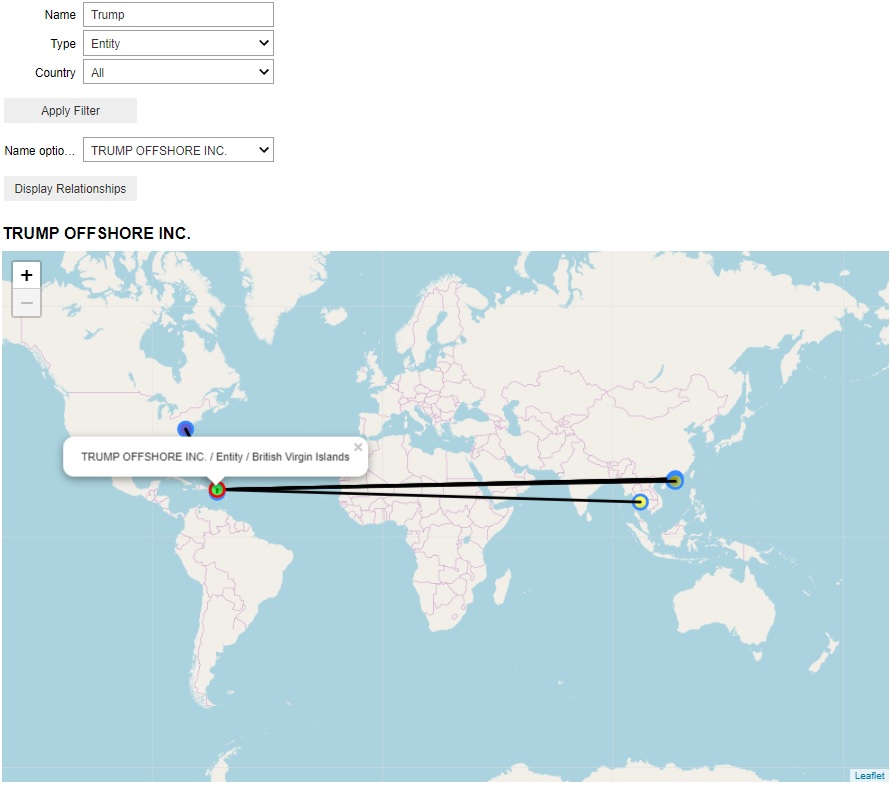 Name Trump
Type Entity
Country All
Apply Filter
Name optio... TRUMP OFFSHORE INC.
Display Relationships
TRUMP OFFSHORE INC.
+
−
TRUMP OFFSHORE INC. / Entity / British Virgin Islands ×
Leaflet